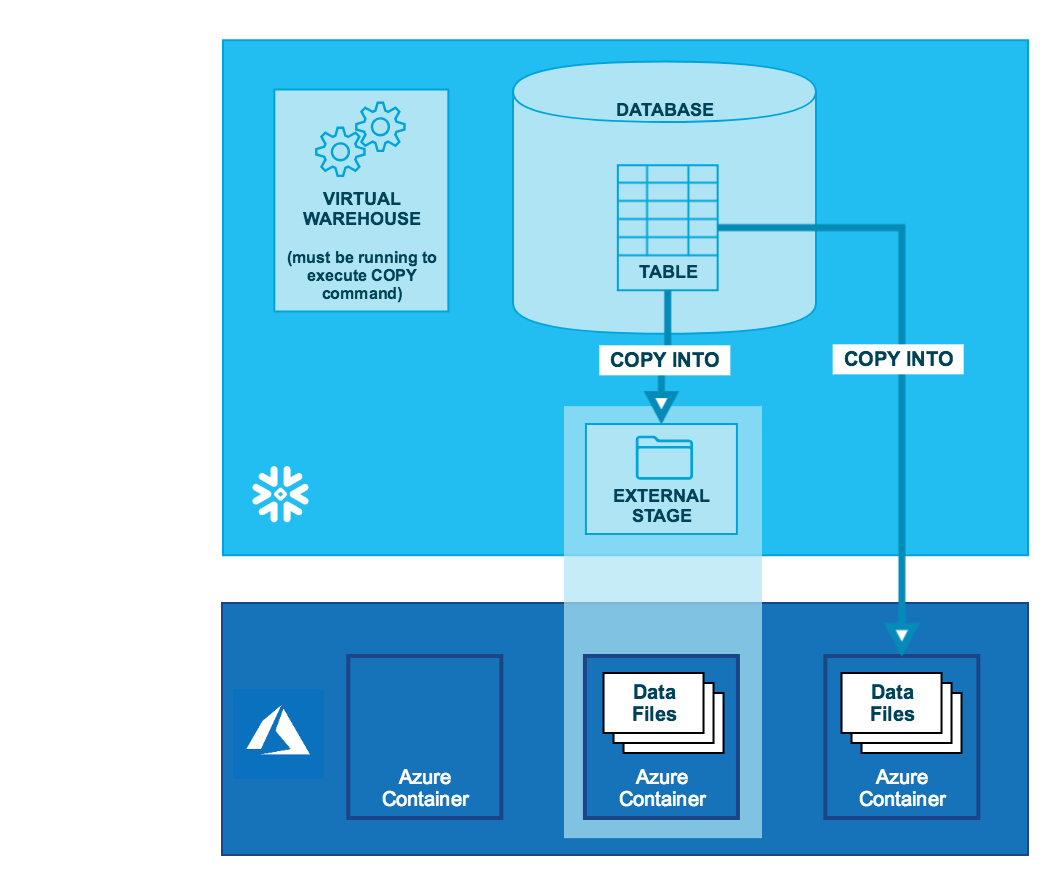 DATABASE
VIRTUAL
WAREHOUSE
(must be running to
execute COPY
command)
TABLE
COPY INTO
COPY INTO
EXTERNAL
STAGE
Azure
Container
Data
Files
Azure
Container
Data
Files
Azure
Container